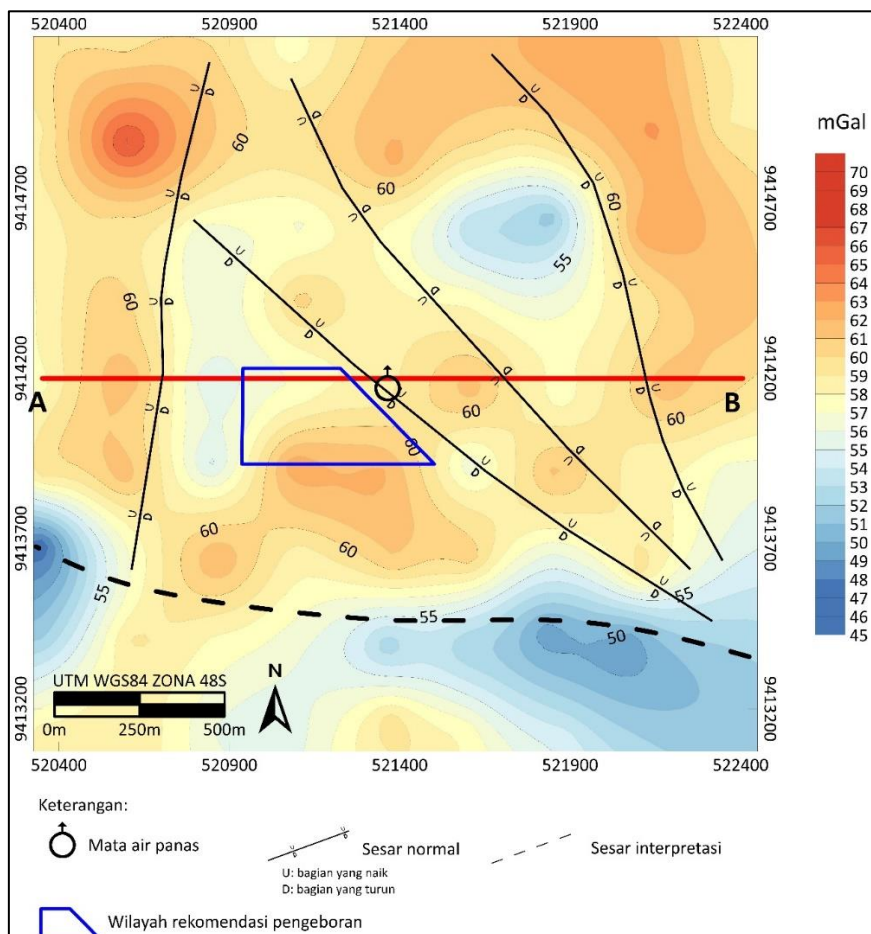 520400 520900 521400 521900 522400
mGal
9414700 9414200 9413700 9413200
9414700 9414200 9413700 9413200
70
69
68
67
66
65
64
63
62
61
60
59
58
57
56
55
54
53
52
51
50
49
48
47
46
45
U D U D U D
U D U D U D
60 60 60
U D U D
55
U D U D
60
U D U D U D
A B
U D U D
60 60
U D U D
U D U D U D
60 60
55 55 55
50
UTM WGS84 ZONA 48S
N
0m 250m 500m
520400 520900 521400 521900 522400
Keterangan:
Mata air panas
U D
Sesar normal
Sesar interpretasi
U: bagian yang naik
D: bagian yang turun
Wilayah rekomendasi pengeboran